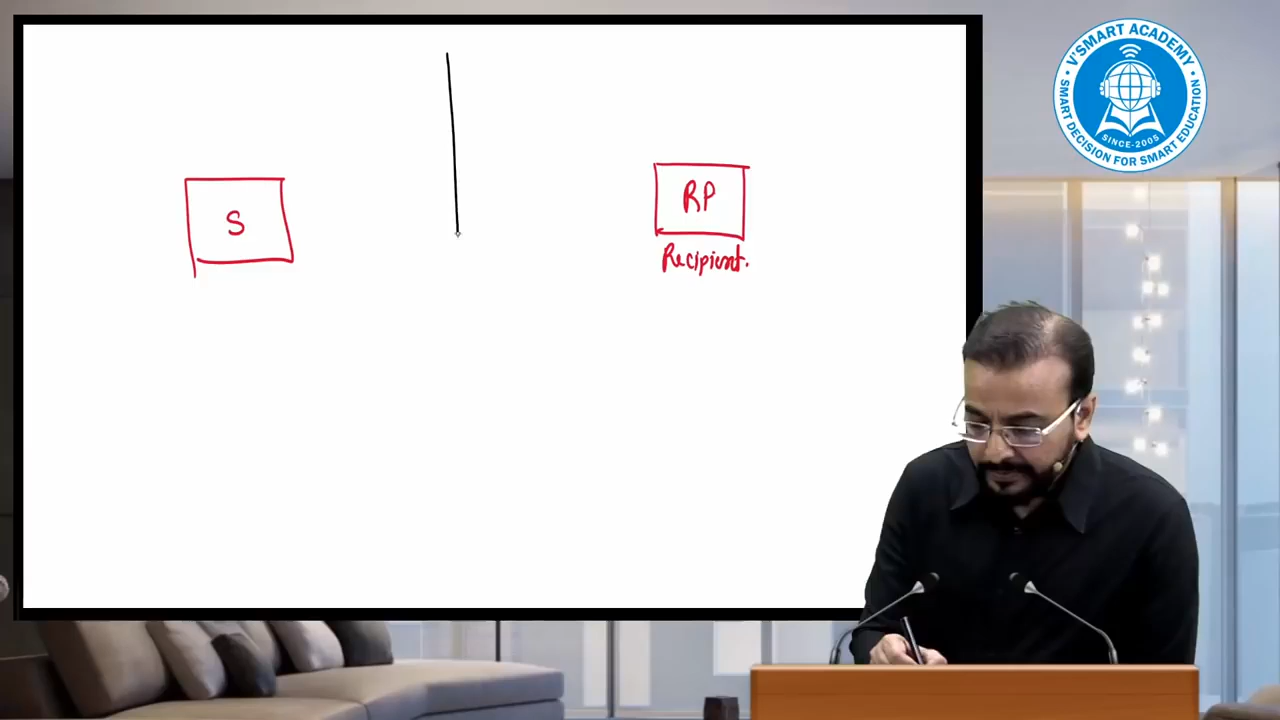 S
RP
Recipient.
V'SMART ACADEMY
SMART DECISION FOR SMART EDUCATION
SINCE-2005